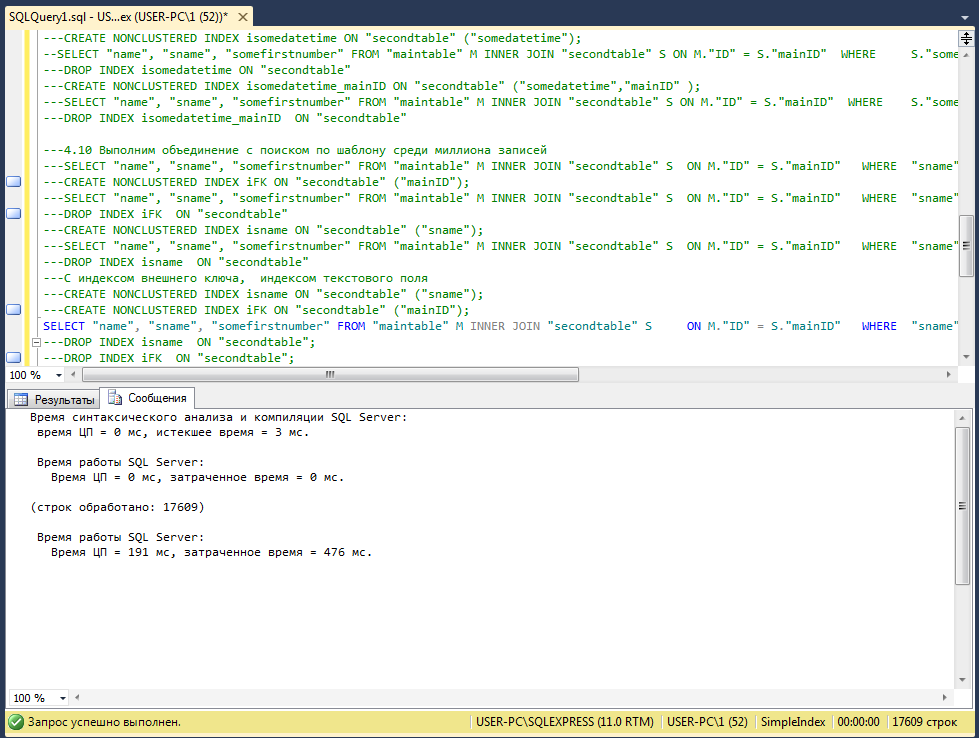 SQLQuery1.sql - US...ex (USER-PC\1 (52))*
---CREATE NONCLUSTERED INDEX isomedatetime ON "secondtable" ("somedatetime");
--SELECT "name", "sname", "somefirstnumber" FROM "maintable" M INNER JOIN "secondtable" S ON M."ID" = S."mainID" WHERE S."some
---DROP INDEX isomedatetime ON "secondtable"
---CREATE NONCLUSTERED INDEX isomedatetime_mainID ON "secondtable" ("somedatetime","mainID" );
---SELECT "name", "sname", "somefirstnumber" FROM "maintable" M INNER JOIN "secondtable" S ON M."ID" = S."mainID" WHERE S."some
---DROP INDEX isomedatetime_mainID ON "secondtable"
---4.10 Выполним объединение с поиском по шаблону среди миллиона записей
---SELECT "name", "sname", "somefirstnumber" FROM "maintable" M INNER JOIN "secondtable" S ON M."ID" = S."mainID" WHERE "sname"
---CREATE NONCLUSTERED INDEX iFK ON "secondtable" ("mainID");
---SELECT "name", "sname", "somefirstnumber" FROM "maintable" M INNER JOIN "secondtable" S ON M."ID" = S."mainID" WHERE "sname"
---DROP INDEX iFK ON "secondtable"
---CREATE NONCLUSTERED INDEX isname ON "secondtable" ("sname");
---SELECT "name", "sname", "somefirstnumber" FROM "maintable" M INNER JOIN "secondtable" S ON M."ID" = S."mainID" WHERE "sname"
---DROP INDEX isname ON "secondtable"
---С индексом внешнего ключа, индексом текстового поля
---CREATE NONCLUSTERED INDEX isname ON "secondtable" ("sname");
---CREATE NONCLUSTERED INDEX iFK ON "secondtable" ("mainID");
SELECT "name", "sname", "somefirstnumber" FROM "maintable" M INNER JOIN "secondtable" S ON M."ID" = S."mainID" WHERE "sname"
---DROP INDEX isname ON "secondtable";
---DROP INDEX iFK ON "secondtable";
100 %
Результаты Сообщения
Время синтаксического анализа и компиляции SQL Server:
время ЦП = 0 мс, истекшее время = 3 мс.
Время работы SQL Server:
Время ЦП = 0 мс, затраченное время = 0 мс.
(строк обработано: 17609)
Время работы SQL Server:
Время ЦП = 191 мс, затраченное время = 476 мс.
100 %
Запрос успешно выполнен. USER-PC\SQLEXPRESS (11.0 RTM) USER-PC\1 (52) SimpleIndex 00:00:00 17609 строк